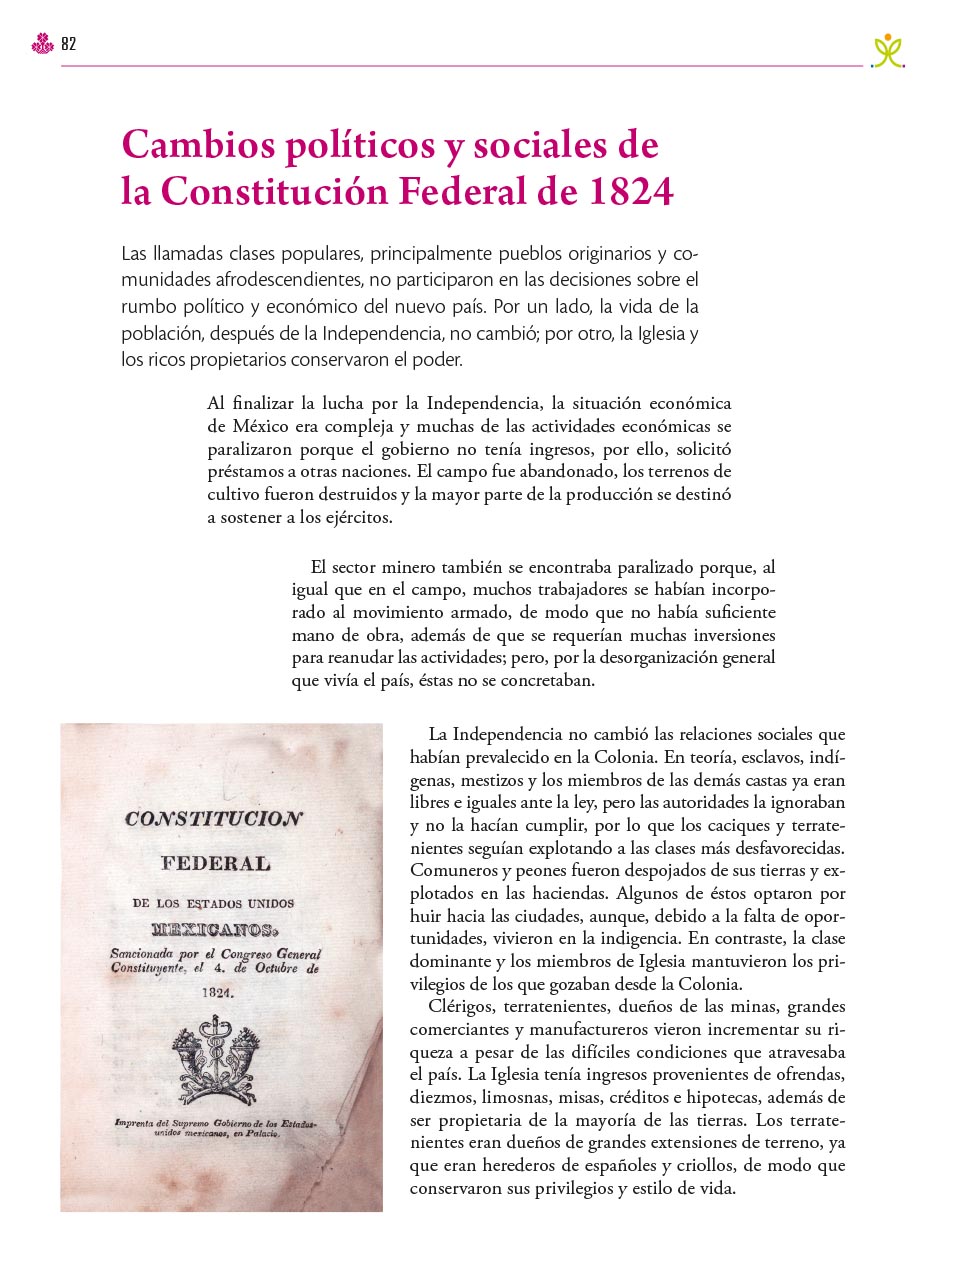 82
Cambios políticos y sociales de
la Constitución Federal de 1824
Las llamadas clases populares, principalmente pueblos originarios y co-
munidades afrodescendientes, no participaron en las decisiones sobre el
rumbo político y económico del nuevo país. Por un lado, la vida de la
población, después de la Independencia, no cambió; por otro, la Iglesia y
los ricos propietarios conservaron el poder.
Al finalizar la lucha por la Independencia, la situación económica
de México era compleja y muchas de las actividades económicas se
paralizaron porque el gobierno no tenía ingresos, por ello, solicitó
préstamos a otras naciones. El campo fue abandonado, los terrenos de
cultivo fueron destruidos y la mayor parte de la producción se destinó
a sostener a los ejércitos.
El sector minero también se encontraba paralizado porque, al
igual que en el campo, muchos trabajadores se habían incorpo-
rado al movimiento armado, de modo que no había suficiente
mano de obra, además de que se requerían muchas inversiones
para reanudar las actividades; pero, por la desorganización general
que vivía el país, éstas no se concretaban.
CONSTITUCION
FEDERAL
DE LOS ESTADOS UNIDOS
MEXICANOS.
Sancionada por el Congreso General
Constituyente, el 4. de Octubre de
1824.
Imprenta del Supremo Gobierno de los Estados-
unidos mexicanos, en Palacio.
La Independencia no cambió las relaciones sociales que
habían prevalecido en la Colonia. En teoría, esclavos, indí-
genas, mestizos y los miembros de las demás castas ya eran
libres e iguales ante la ley, pero las autoridades la ignoraban
y no la hacían cumplir, por lo que los caciques y terrate-
nientes seguían explotando a las clases más desfavorecidas.
Comuneros y peones fueron despojados de sus tierras y ex-
plotados en las haciendas. Algunos de éstos optaron por
huir hacia las ciudades, aunque, debido a la falta de opor-
tunidades, vivieron en la indigencia. En contraste, la clase
dominante y los miembros de Iglesia mantuvieron los pri-
vilegios de los que gozaban desde la Colonia.
Clérigos, terratenientes, dueños de las minas, grandes
comerciantes y manufactureros vieron incrementar su ri-
queza a pesar de las difíciles condiciones que atravesaba
el país. La Iglesia tenía ingresos provenientes de ofrendas,
diezmos, limosnas, misas, créditos e hipotecas, además de
ser propietaria de la mayoría de las tierras. Los terrate-
nientes eran dueños de grandes extensiones de terreno, ya
que eran herederos de españoles y criollos, de modo que
conservaron sus privilegios y estilo de vida.